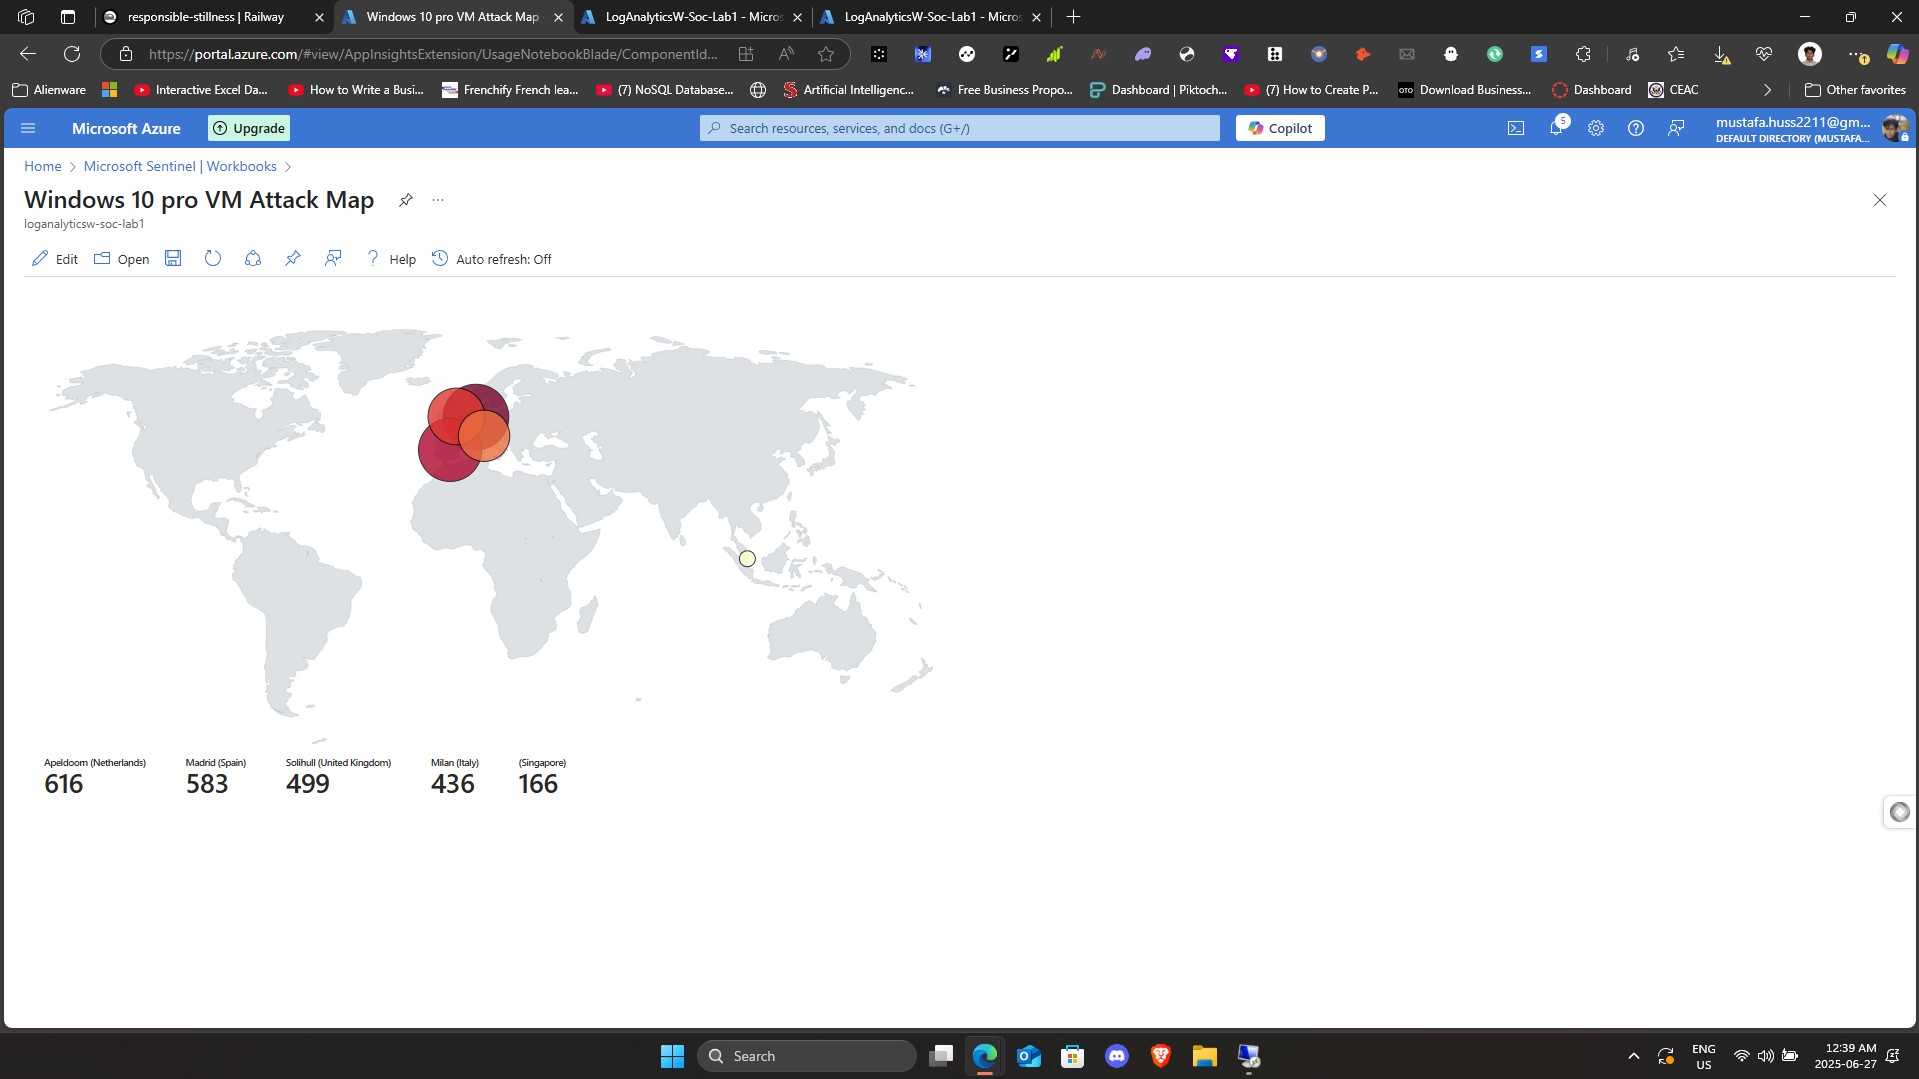 responsible-stillness | Railway
Windows 10 pro VM Attack Map
LogAnalyticsW-Soc-Lab1 - Micros
LogAnalyticsW-Soc-Lab1 - Micros
https://portal.azure.com/#view/AppInsightsExtension/UsageNotebookBlade/ComponentId...
Alienware
Interactive Excel Da...
How to Write a Busi...
Frenchify French lea...
(7) NoSQL Database...
Artificial Intelligenc...
Free Business Propo...
Dashboard | Piktoch...
(7) How to Create P...
OTO
Download Business...
Dashboard
CEAC
Other favorites
Microsoft Azure
Upgrade
Search resources, services, and docs (G+/)
Copilot
5
mustafa.huss2211@gm...
DEFAULT DIRECTORY (MUSTAFA...
Home > Microsoft Sentinel | Workbooks >
Windows 10 pro VM Attack Map
...
loganalyticsw-soc-lab1
Edit
Open
Help
Auto refresh: Off
Apeldoorn (Netherlands)
616
Madrid (Spain)
583
Solihull (United Kingdom)
499
Milan (Italy)
436
(Singapore)
166
Search
ENG
US
12:39 AM
2025-06-27